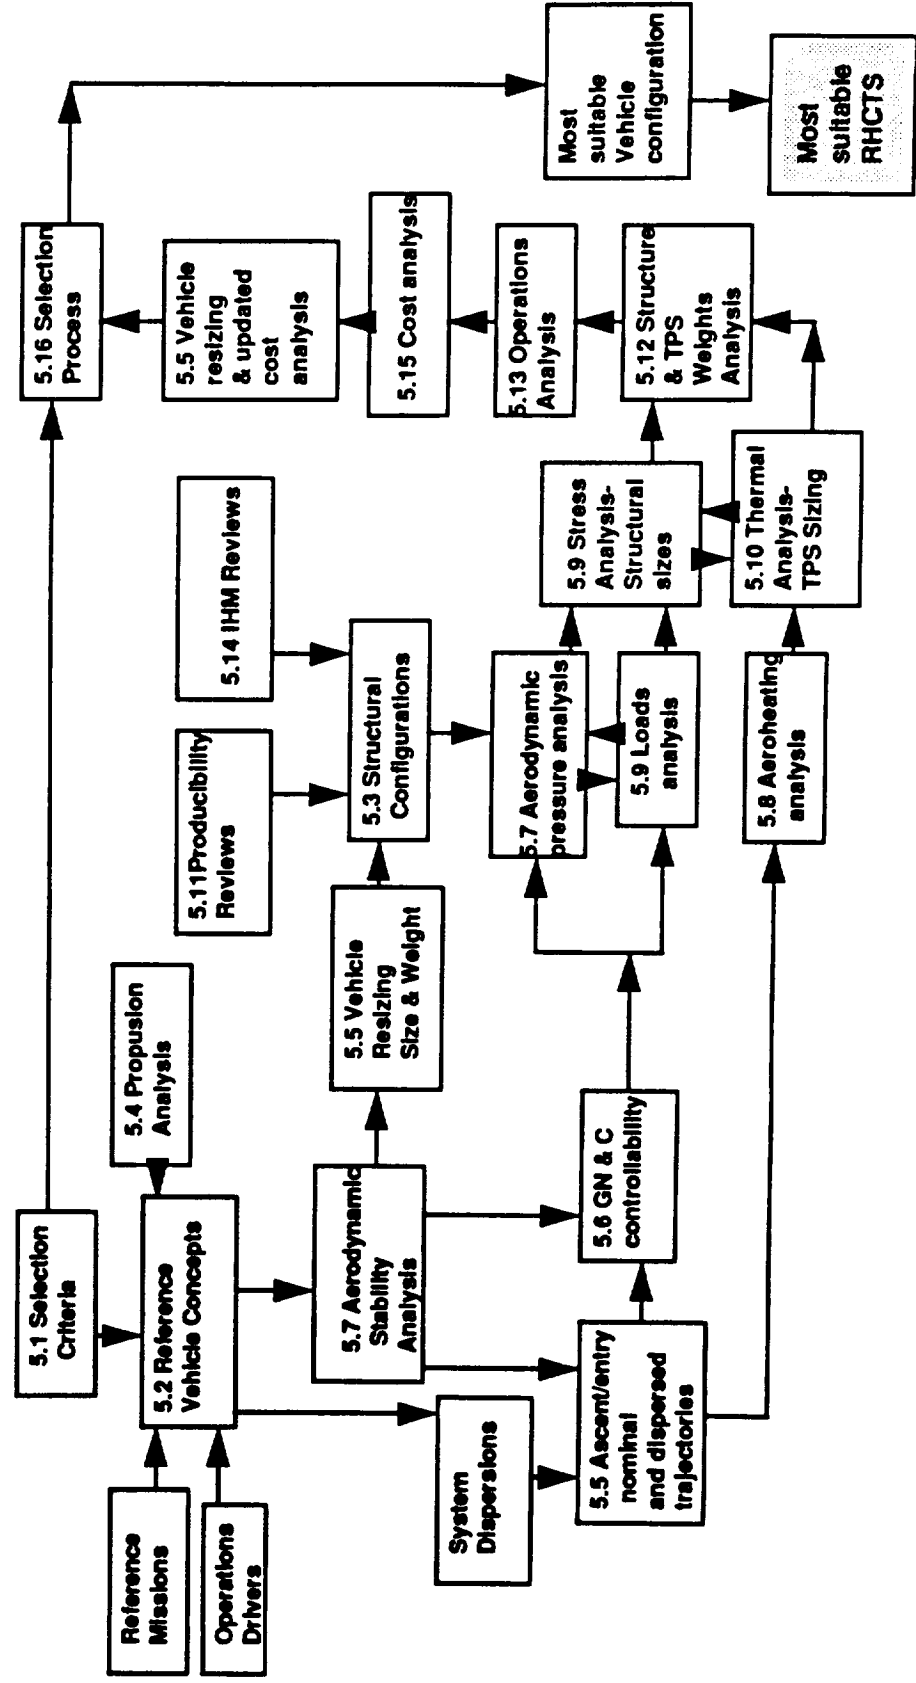 Reference
Missions
Operations
Drivers
5.1 Selection
Criteria
5.2 Reference
Vehicle Concepts
5.4 Propusion
Analysis
System
Dispersions
5.7 Aerodynamic
Stability
Analysis
5.5 Ascent/entry
nominal
and dispersed
trajectories
5.6 GN & C
controllability
5.5 Vehicle
Resizing
Size & Weight
5.11Producibility
Reviews
5.14 IHM Reviews
5.3 Structural
Configurations
5.7 Aerodynamic
pressure analysis
5.9 Loads
analysis
5.8 Aeroheating
analysis
5.9 Stress
Analysis-
Structural
sizes
5.10 Thermal
Analysis-
TPS Sizing
5.16 Selection
Process
5.5 Vehicle
resizing
& updated
cost
analysis
5.15 Cost analysis
5.13 Operations
Analysis
5.12 Structure
& TPS
Weights
Analysis
Most
suitable
Vehicle
configuration
Most
suitable
RHCTS